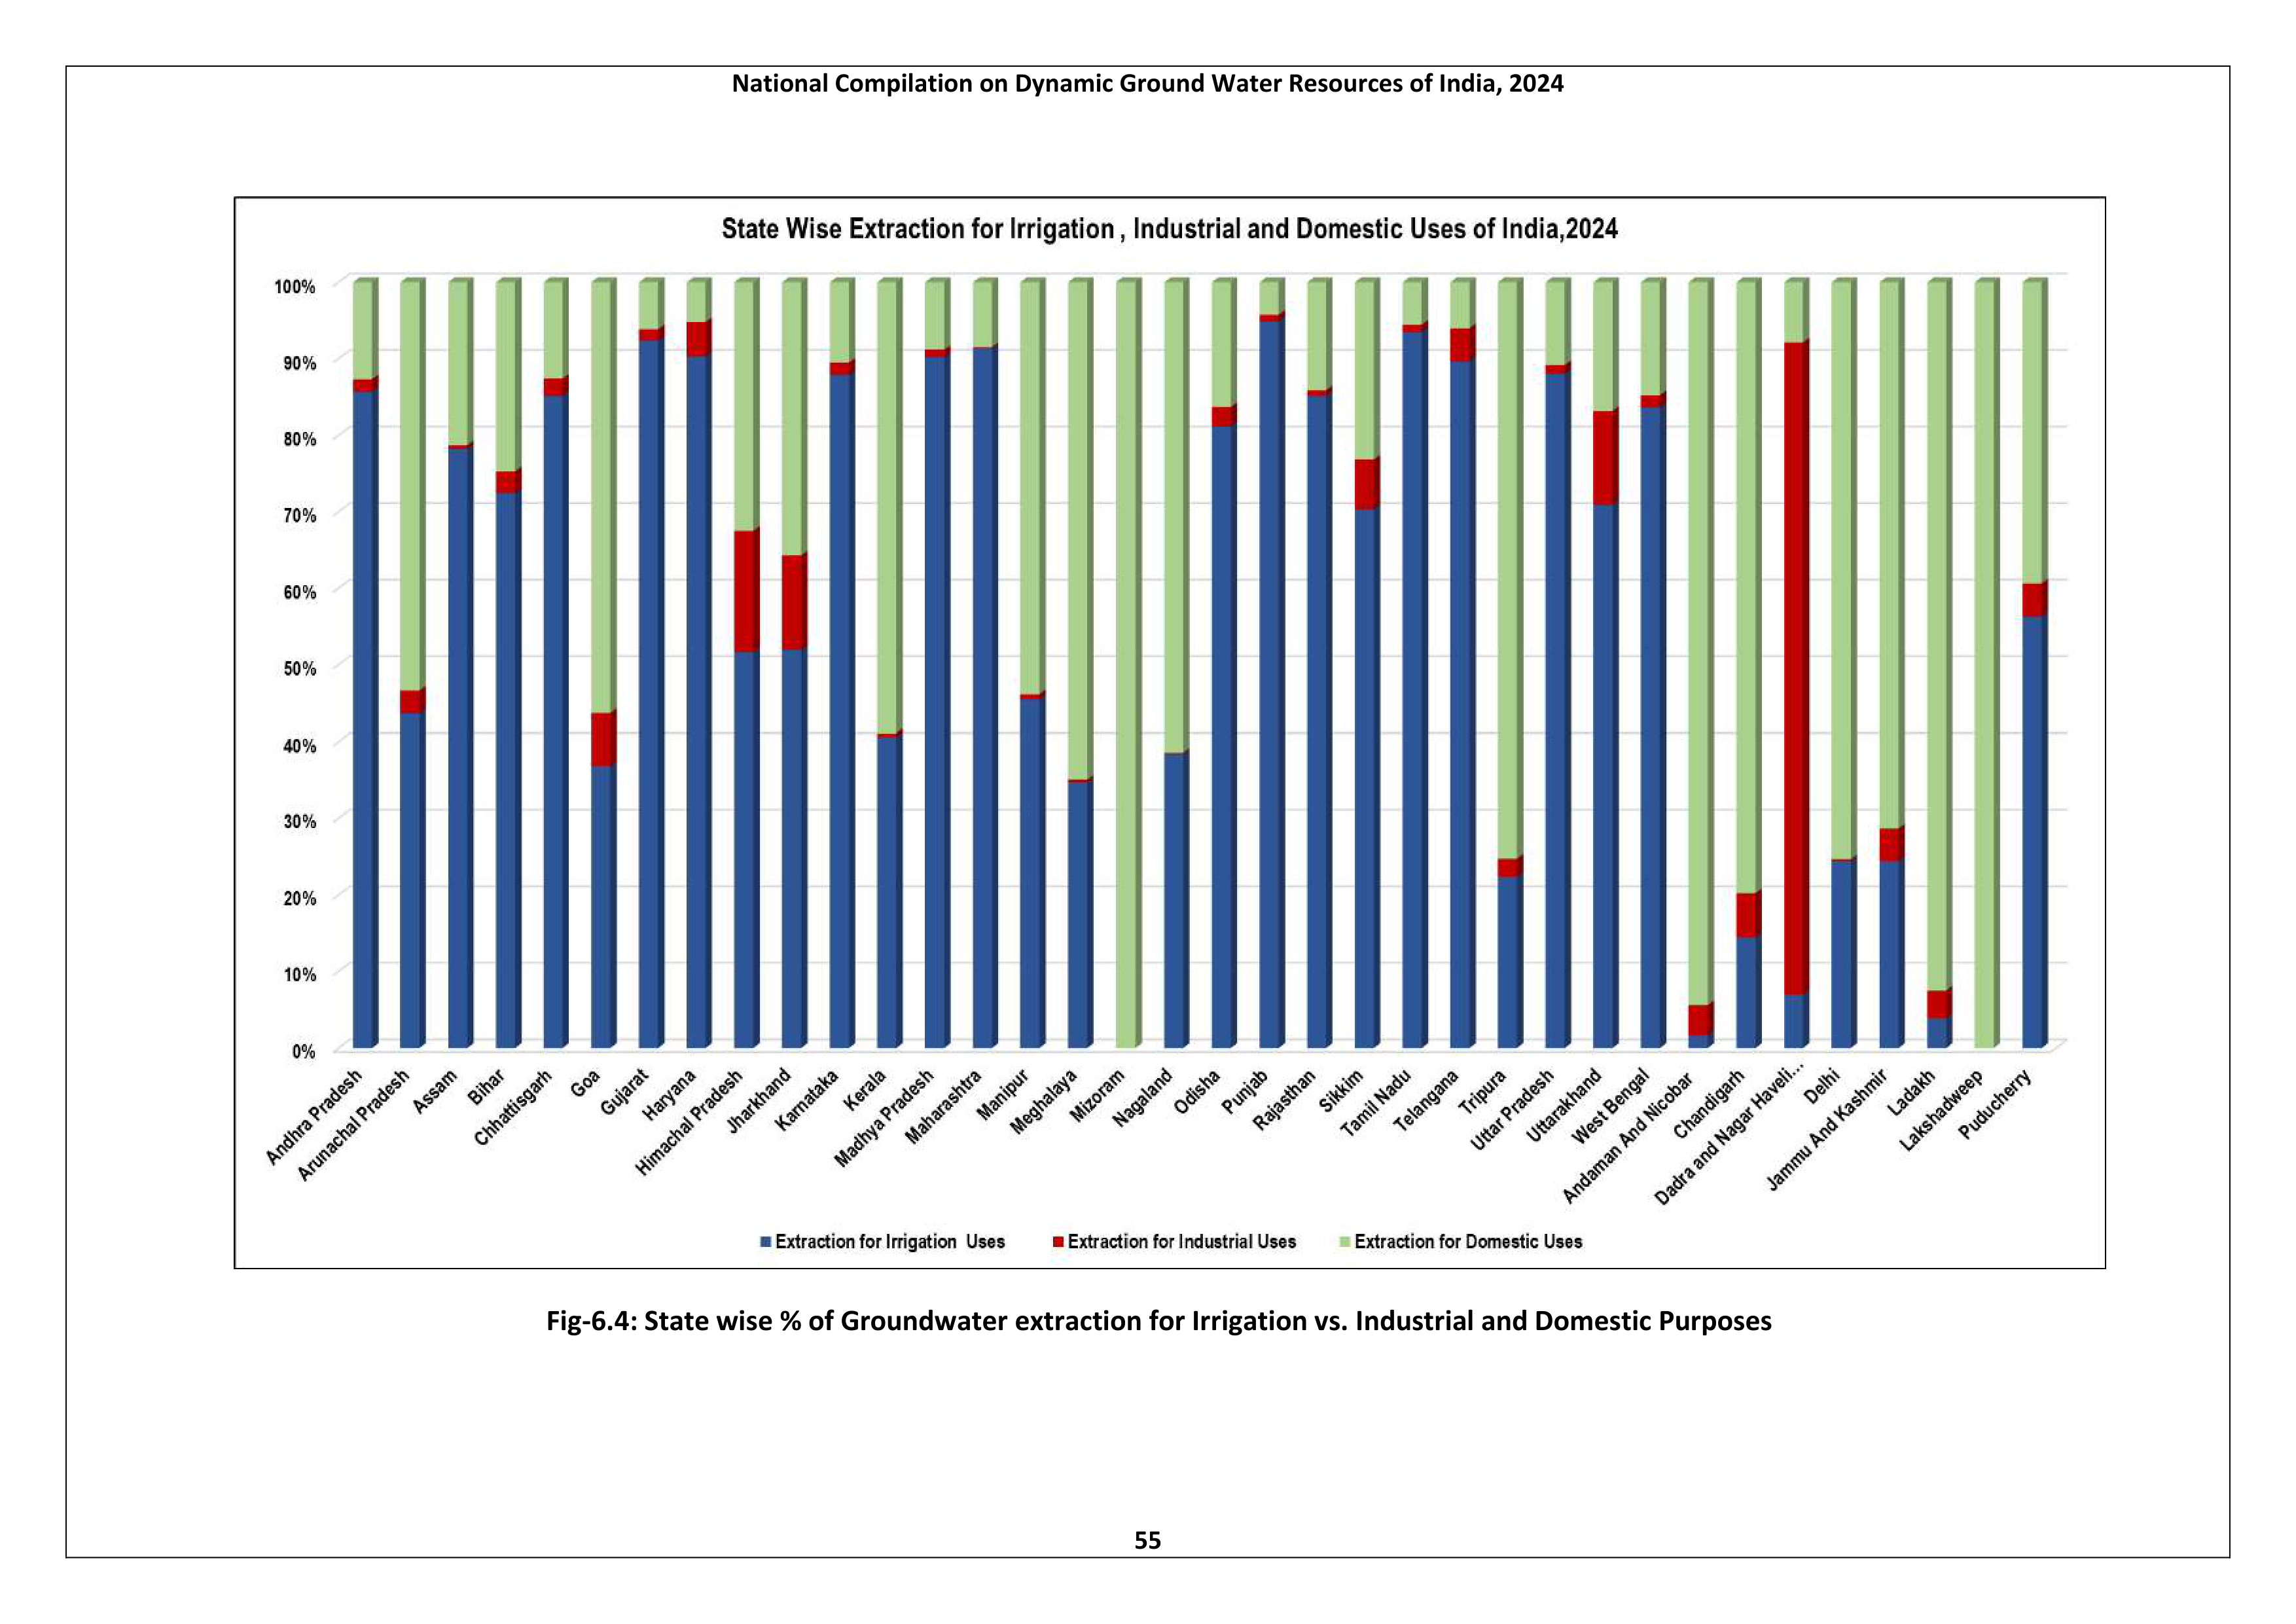 National Compilation on Dynamic Ground Water Resources of India, 2024
State Wise Extraction for Irrigation , Industrial and Domestic Uses of India,2024
100%
90%
80%
70%
60%
50%
40%
30%
20%
10%
0%
Andhra Pradesh
Arunachal Pradesh
Assam
Bihar
Chhattisgarh
Goa
Gujarat
Haryana
Himachal Pradesh
Jharkhand
Karnataka
Kerala
Madhya Pradesh
Maharashtra
Manipur
Meghalaya
Mizoram
Nagaland
Odisha
Punjab
Rajasthan
Sikkim
Tamil Nadu
Telangana
Tripura
Uttar Pradesh
Uttarakhand
West Bengal
Andaman And Nicobar
Chandigarh
Dadra and Nagar Haveli...
Delhi
Jammu And Kashmir
Ladakh
Lakshadweep
Puducherry
Extraction for Irrigation Uses
Extraction for Industrial Uses
Extraction for Domestic Uses
Fig-6.4: State wise % of Groundwater extraction for Irrigation vs. Industrial and Domestic Purposes
55